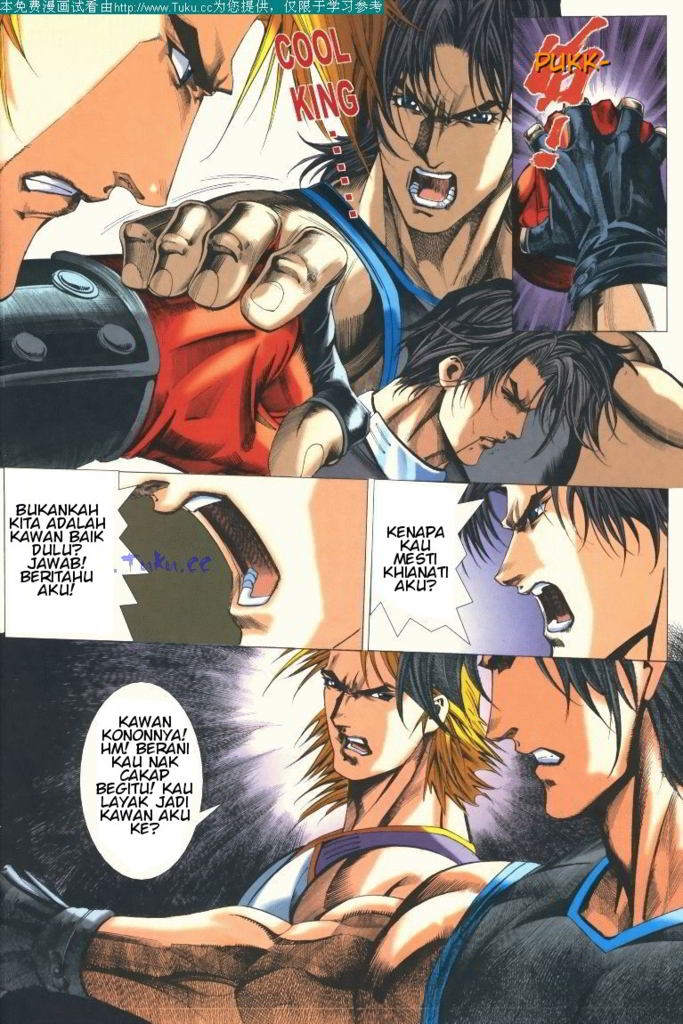 本免费漫画试看由http://www.Tuku.cc为您提供，仅限于学习参考
COOL
KING
......
PUKK-
BUKANKAH
KITA ADALAH
KAWAN BAIK
DULU?
JAWAB!
BERITAHU
AKU!
.Tuku.cc
KENAPA
KAU
MESTI
KHIANATI
AKU?
KAWAN
KONONNYA!
HM! BERANI
KAU NAK
CAKAP
BEGITU! KAU
LAYAK JADI
KAWAN AKU
KE?